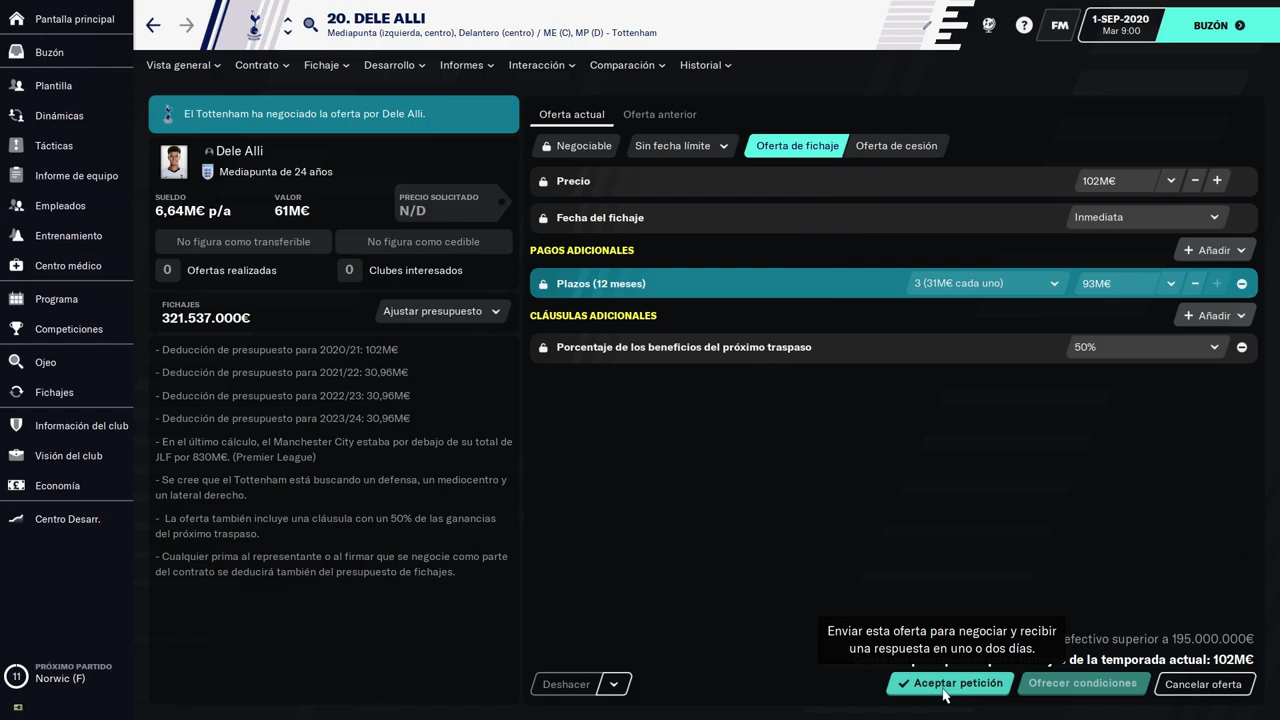 Pantalla principal
Buzón
Plantilla
Dinámicas
Tácticas
Informe de equipo
Empleados
Entrenamiento
Centro médico
Programa
Competiciones
Ojeo
Fichajes
Información del club
Visión del club
Economía
Centro Desarr.
11
PRÓXIMO PARTIDO
Norwic (F)
20. DELE ALLI
Mediapunta (izquierda, centro), Delantero (centro) / ME (C), MP (D) - Tottenham
?
FM
1-SEP-2020
Mar 9:00
BUZÓN
Vista general
Contrato
Fichaje
Desarrollo
Informes
Interacción
Comparación
Historial
El Tottenham ha negociado la oferta por Dele Alli.
Dele Alli
Mediapunta de 24 años
SUELDO
6,64M€ p/a
VALOR
61M€
PRECIO SOLICITADO
N/D
No figura como transferible
No figura como cedible
0 Ofertas realizadas
0 Clubes interesados
FICHAJES
321.537.000€
Ajustar presupuesto
- Deducción de presupuesto para 2020/21: 102M€
- Deducción de presupuesto para 2021/22: 30,96M€
- Deducción de presupuesto para 2022/23: 30,96M€
- Deducción de presupuesto para 2023/24: 30,96M€
- En el último cálculo, el Manchester City estaba por debajo de su total de
JLF por 830M€. (Premier League)
- Se cree que el Tottenham está buscando un defensa, un mediocentro y
un lateral derecho.
- La oferta también incluye una cláusula con un 50% de las ganancias
del próximo traspaso.
- Cualquier prima al representante o al firmar que se negocie como parte
del contrato se deducirá también del presupuesto de fichajes.
Oferta actual
Oferta anterior
Negociable
Sin fecha límite
Oferta de fichaje
Oferta de cesión
Precio
102M€
Fecha del fichaje
Inmediata
PAGOS ADICIONALES
Añadir
Plazos (12 meses)
3 (31M€ cada uno)
93M€
CLÁUSULAS ADICIONALES
Añadir
Porcentaje de los beneficios del próximo traspaso
50%
Enviar esta oferta para negociar y recibir
una respuesta en uno o dos días.
efectivo superior a 195.000.000€
de la temporada actual: 102M€
Deshacer
Aceptar petición
Ofrecer condiciones
Cancelar oferta